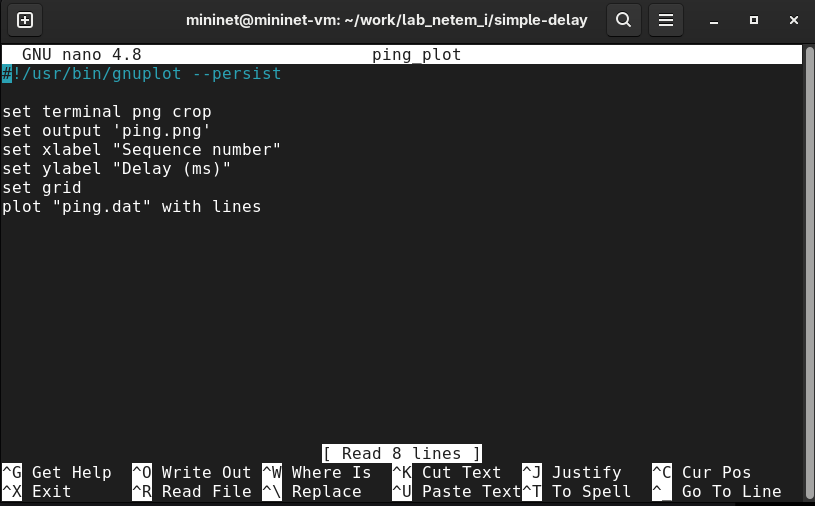 mininet@mininet-vm: ~/work/lab_netem_i/simple-delay
GNU nano 4.8 ping_plot
#!/usr/bin/gnuplot --persist
set terminal png crop
set output 'ping.png'
set xlabel "Sequence number"
set ylabel "Delay (ms)"
set grid
plot "ping.dat" with lines
[ Read 8 lines ]
^G Get Help ^O Write Out ^W Where Is ^K Cut Text ^J Justify ^C Cur Pos
^X Exit ^R Read File ^\ Replace ^U Paste Text ^T To Spell ^_ Go To Line